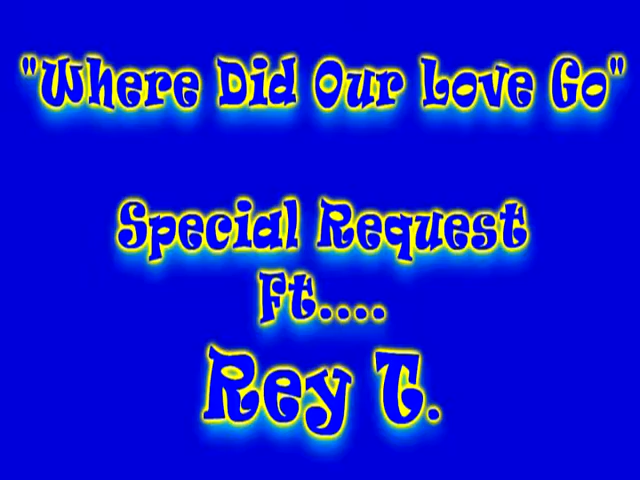 "Where Did Our Love Go"
Special Request
Ft....
Rey T.